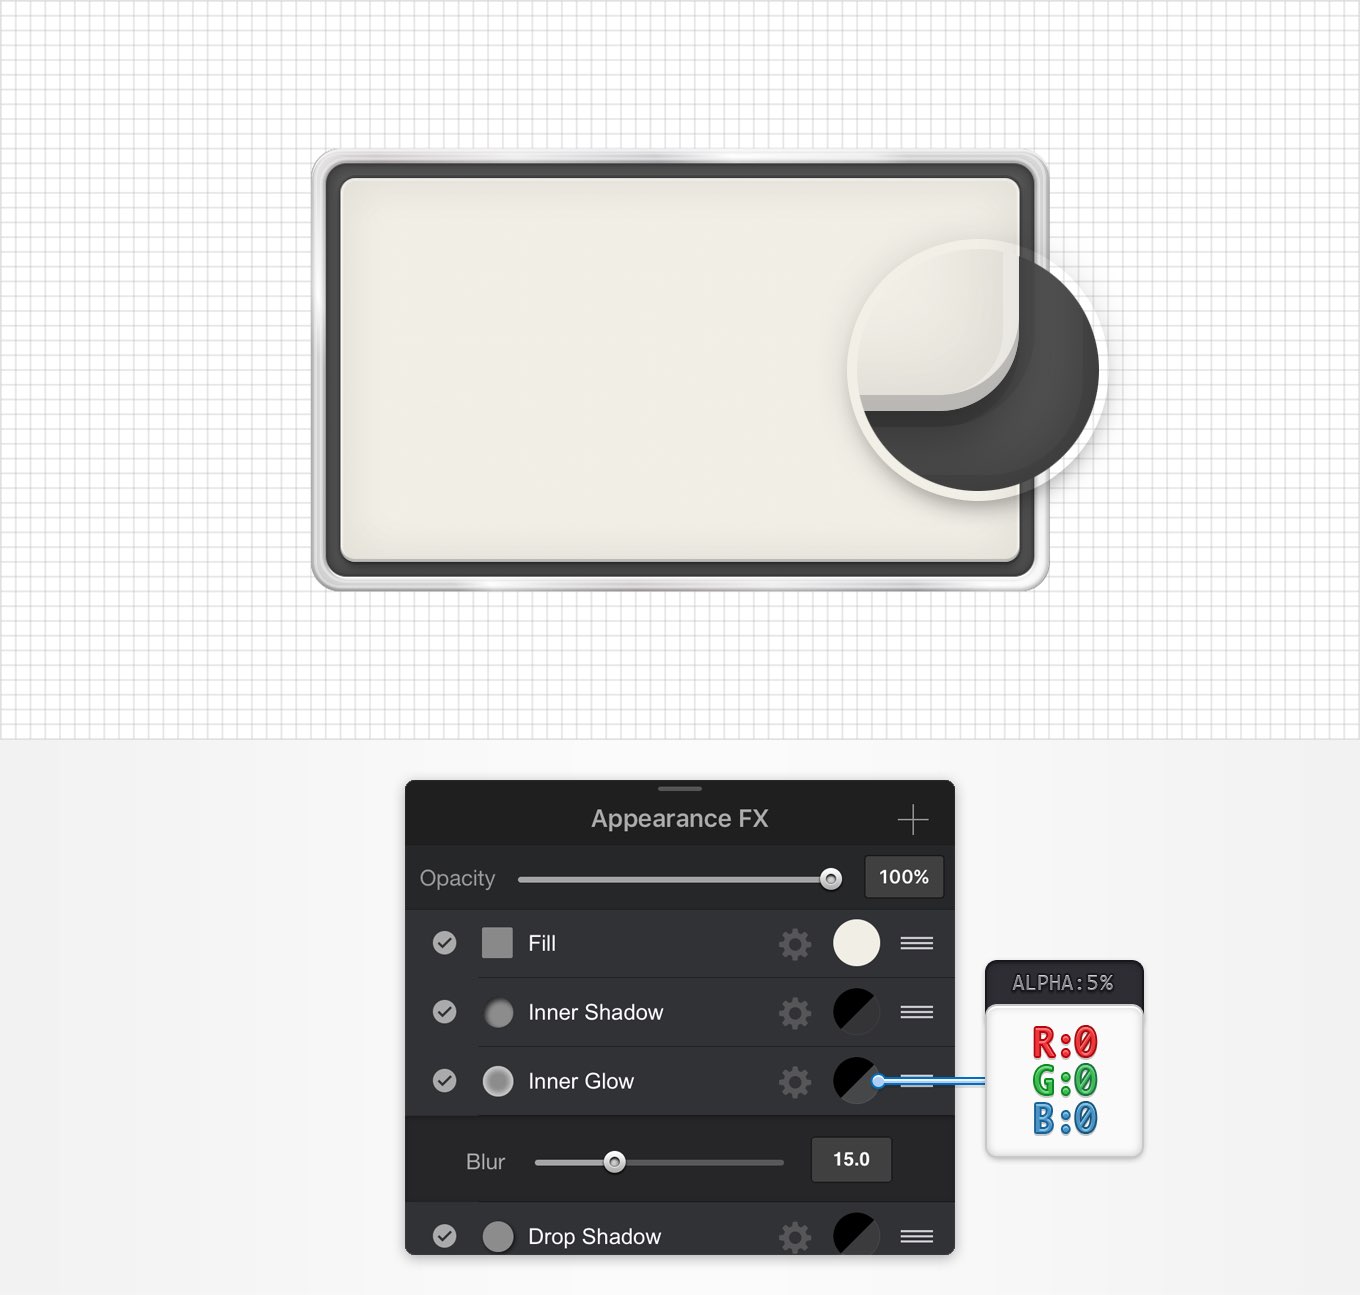 Appearance FX
Opacity 100%
Fill
Inner Shadow
Inner Glow
Blur 15.0
Drop Shadow
ALPHA:5%
R:0
G:0
B:0